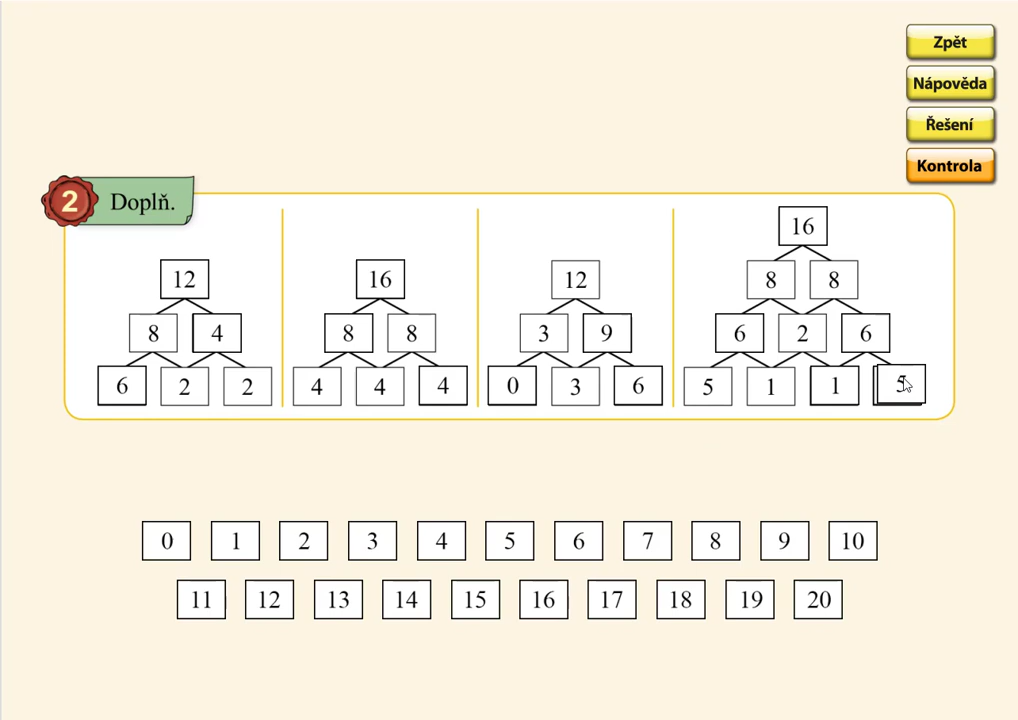 Zpět
Nápověda
Řešení
Kontrola
2 Doplň.
16
12 16 12 8 8
8 4 8 8 3 9 6 2 6
6 2 2 4 4 4 0 3 6 5 1 1 5
0 1 2 3 4 5 6 7 8 9 10
11 12 13 14 15 16 17 18 19 20